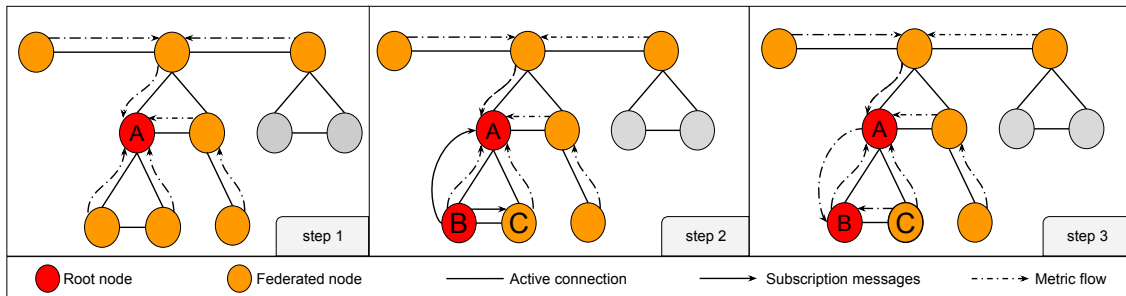 A
step 1
A
B
C
step 2
A
B
C
step 3
Root node
Federated node
Active connection
Subscription messages
Metric flow